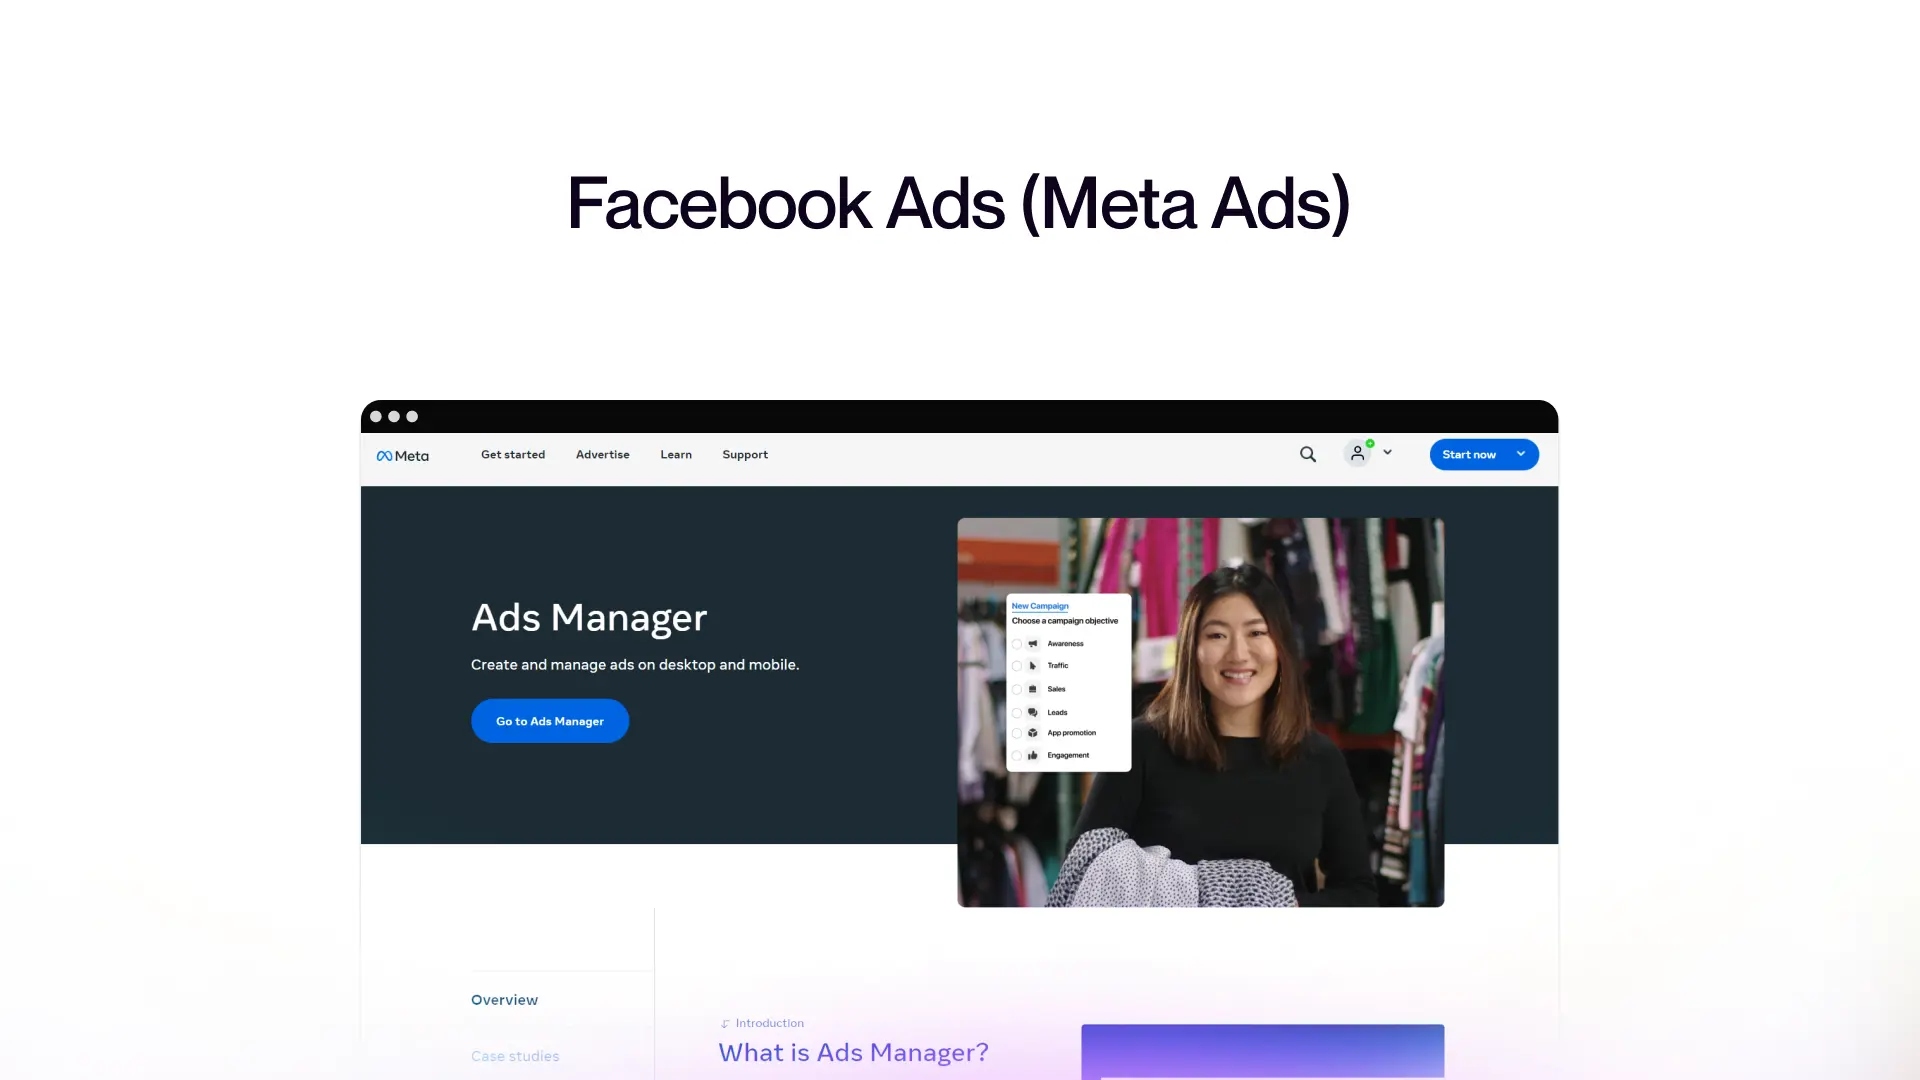 Facebook Ads (Meta Ads)
Meta
Get started
Advertise
Learn
Support
Start now
Ads Manager
Create and manage ads on desktop and mobile.
Go to Ads Manager
New Campaign
Choose a campaign objective
Awareness
Traffic
Sales
Leads
App promotion
Engagement
Overview
Case studies
Introduction
What is Ads Manager?